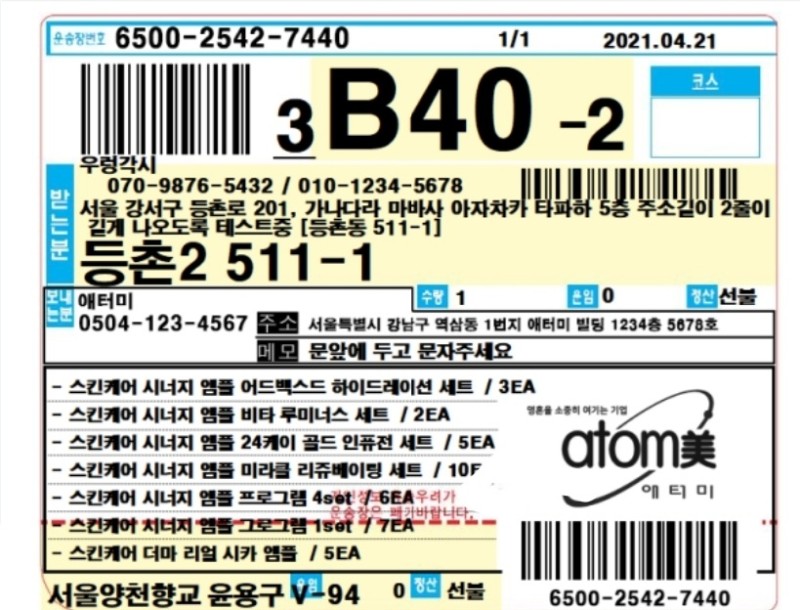 운송장번호 6500-2542-7440 1/1 2021.04.21
3 B40 -2 코스
우렁각시
070-9876-5432 / 010-1234-5678
받는분 서울 강서구 등촌로 201, 가나다라 마바사 아자차카 타파하 5층 주소길이 2줄이
길게 나오도록 테스트중 [등촌동 511-1]
등촌2 511-1
보내는분 애터미 수량 1 운임 0 정산 선불
0504-123-4567 주소 서울특별시 강남구 역삼동 1번지 애터미 빌딩 1234층 5678호
메모 문앞에 두고 문자주세요
- 스킨케어 시너지 앰플 어드벅스드 하이드레이션 세트 / 3EA
- 스킨케어 시너지 앰플 비타 루미너스 세트 / 2EA
- 스킨케어 시너지 앰플 24케이 골드 인퓨전 세트 / 5EA
- 스킨케어 시너지 앰플 미라클 리쥬베이팅 세트 / 10
- 스킨케어 시너지 앰플 프로그램 4set / 6EA
운송장은 폐기바랍니다.
- 스킨케어 시너지 앰플 그로그램 1set / 7EA
- 스킨케어 더마 리얼 시카 앰플 / 5EA
영혼을 소중히 여기는 기업
atom美
애터미
서울양천향교 윤용구 V-94 운임 0 정산 선불
6500-2542-7440